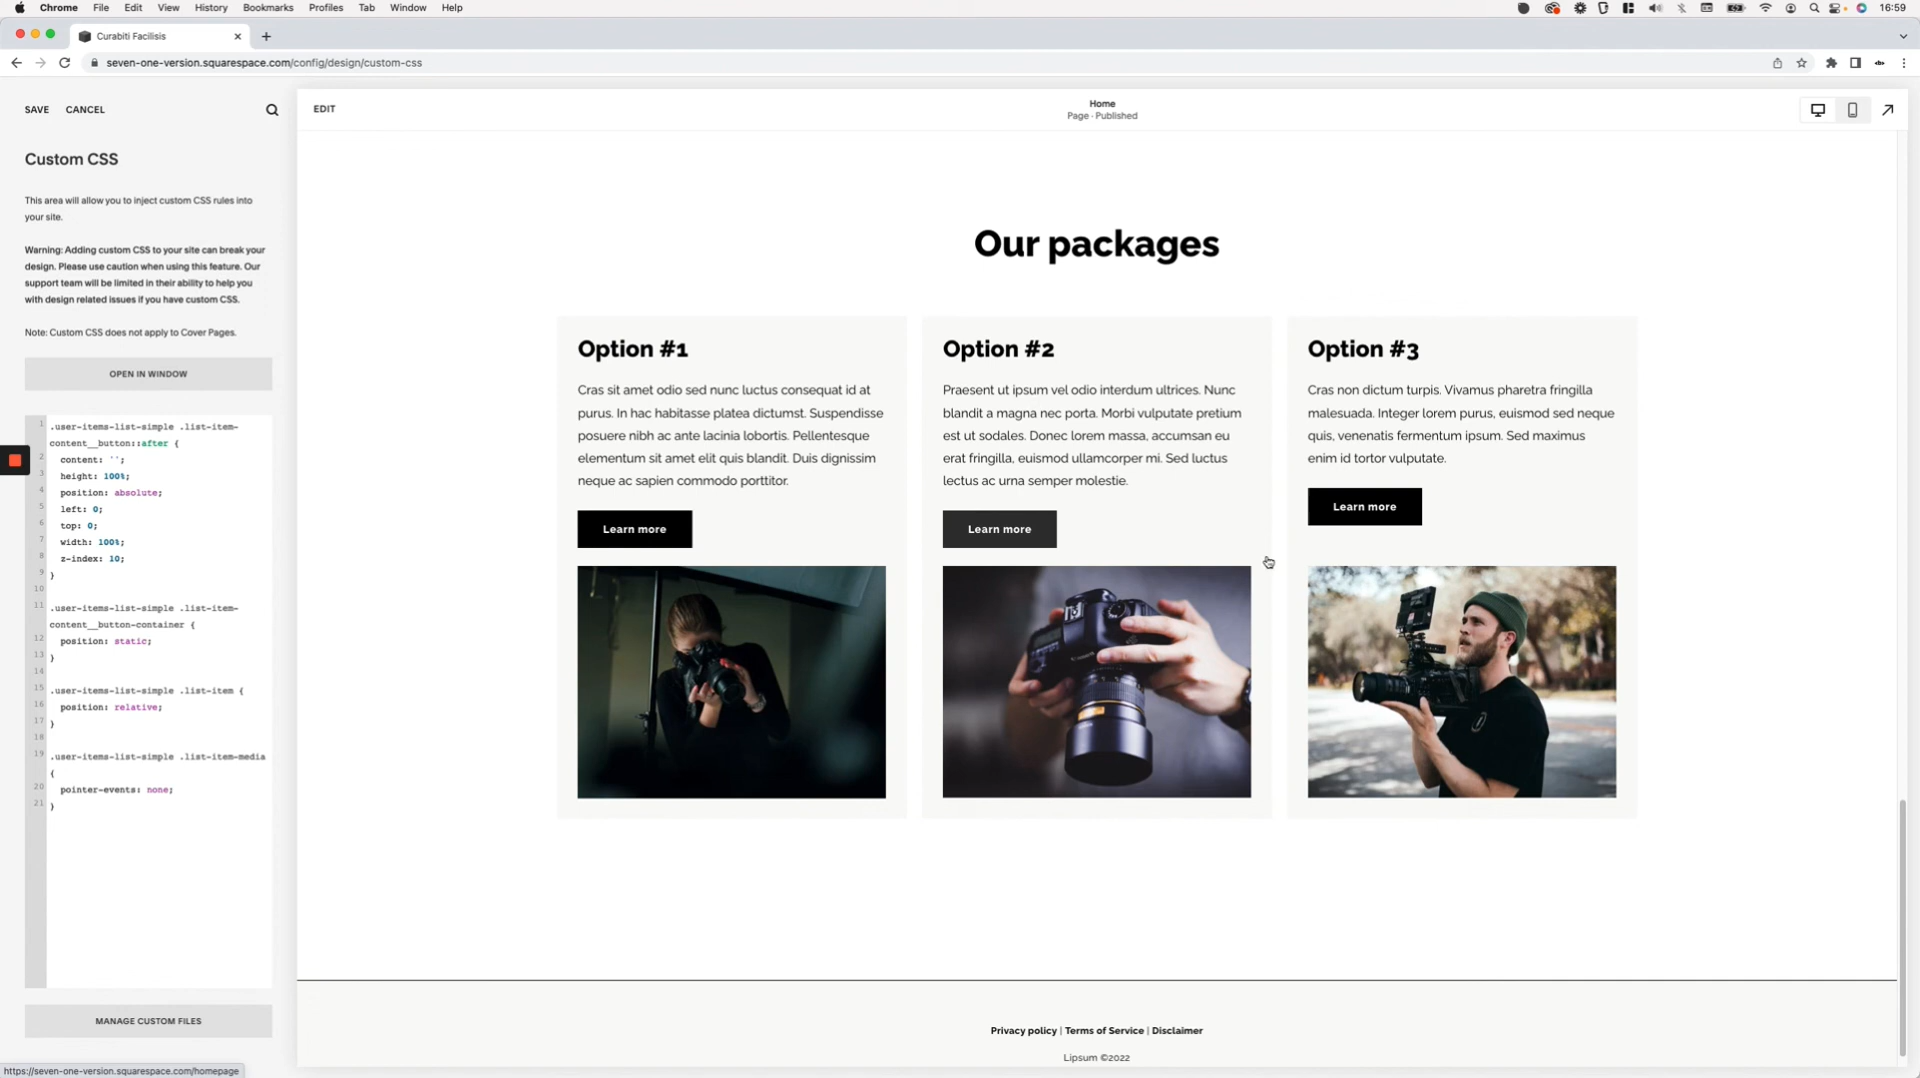 Chrome File Edit View History Bookmarks Profiles Tab Window Help
16:59
Curabiti Facilisis
seven-one-version.squarespace.com/config/design/custom-css
SAVE CANCEL
EDIT
Home
Page · Published
Custom CSS
This area will allow you to inject custom CSS rules into
your site.
Warning: Adding custom CSS to your site can break your
design. Please use caution when using this feature. Our
support team will be limited in their ability to help you
with design related issues if you have custom CSS.
Note: Custom CSS does not apply to Cover Pages.
OPEN IN WINDOW
1 .user-items-list-simple .list-item-
content__button::after {
2 content: '';
3 height: 100%;
4 position: absolute;
5 left: 0;
6 top: 0;
7 width: 100%;
8 z-index: 10;
9 }
10
11 .user-items-list-simple .list-item-
content__button-container {
12 position: static;
13 }
14
15 .user-items-list-simple .list-item {
16 position: relative;
17 }
18
19 .user-items-list-simple .list-item-media
{
20 pointer-events: none;
21 }
MANAGE CUSTOM FILES
https://seven-one-version.squarespace.com/homepage
Our packages
Option #1
Cras sit amet odio sed nunc luctus consequat id at
purus. In hac habitasse platea dictumst. Suspendisse
posuere nibh ac ante lacinia lobortis. Pellentesque
elementum sit amet elit quis blandit. Duis dignissim
neque ac sapien commodo porttitor.
Learn more
Option #2
Praesent ut ipsum vel odio interdum ultrices. Nunc
blandit a magna nec porta. Morbi vulputate pretium
est ut sodales. Donec lorem massa, accumsan eu
erat fringilla, euismod ullamcorper mi. Sed luctus
lectus ac urna semper molestie.
Learn more
Option #3
Cras non dictum turpis. Vivamus pharetra fringilla
malesuada. Integer lorem purus, euismod sed neque
quis, venenatis fermentum ipsum. Sed maximus
enim id tortor vulputate.
Learn more
Privacy policy | Terms of Service | Disclaimer
Lipsum ©2022